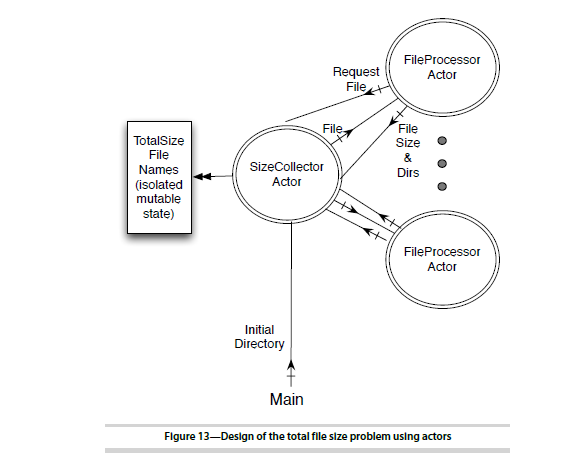 FileProcessor
Actor
Request
File
File
File
Size
&
Dirs
TotalSize
File
Names
(isolated
mutable
state)
SizeCollector
Actor
FileProcessor
Actor
Initial
Directory
Main
Figure 13—Design of the total file size problem using actors